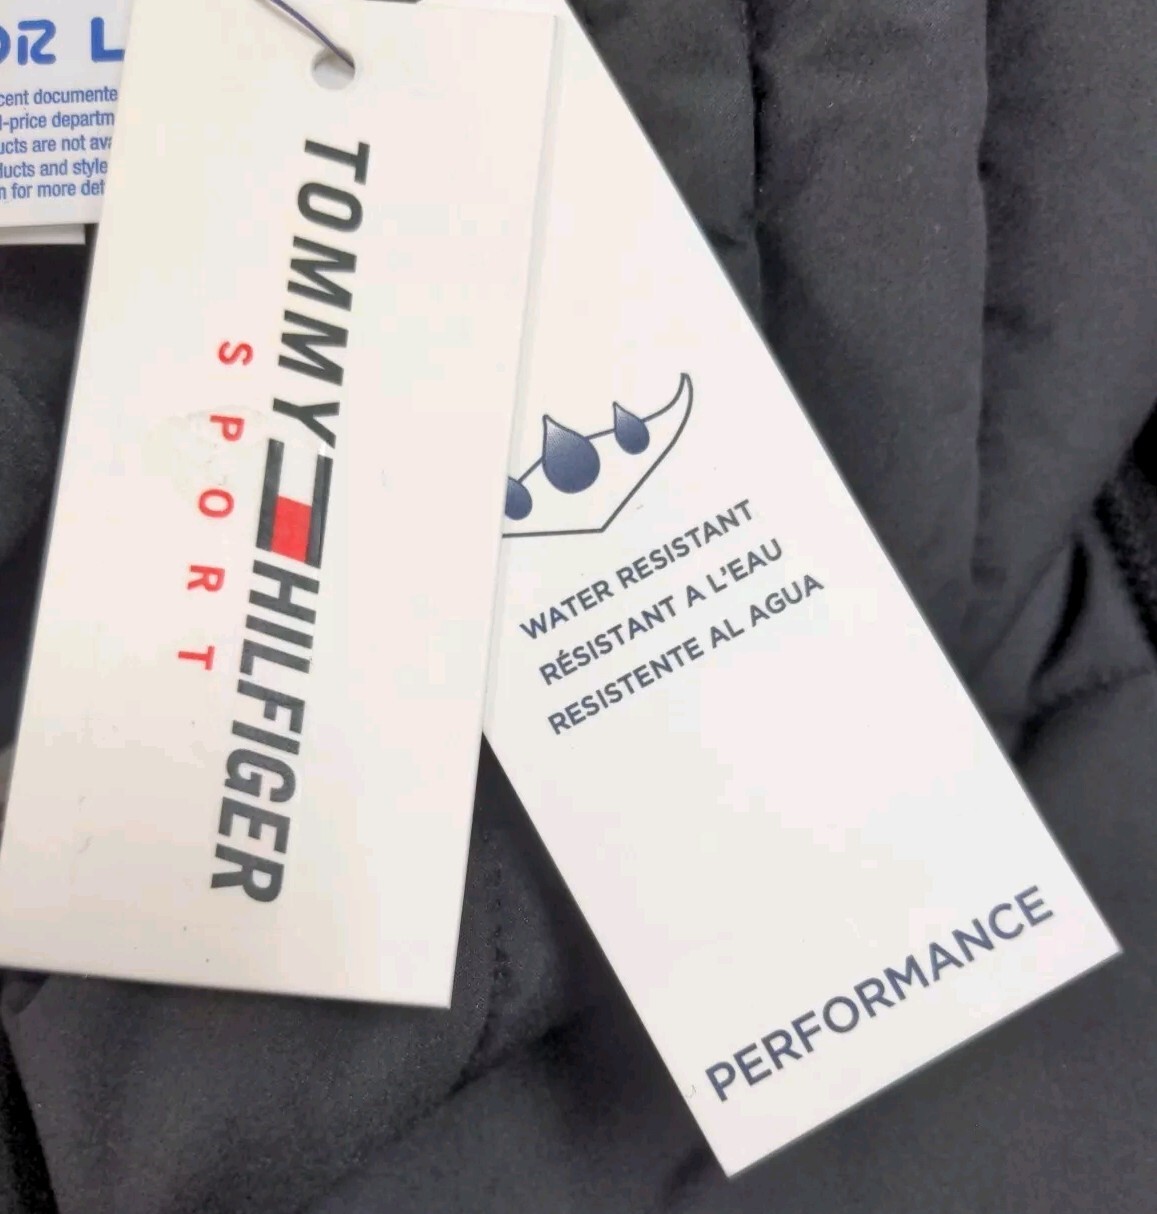 cent documente
-price departm
ucts are not ava
ducts and style
n for more det
TOMMY HILFIGER
SPORT
WATER RESISTANT
RÉSISTANT A L'EAU
RESISTENTE AL AGUA
PERFORMANCE